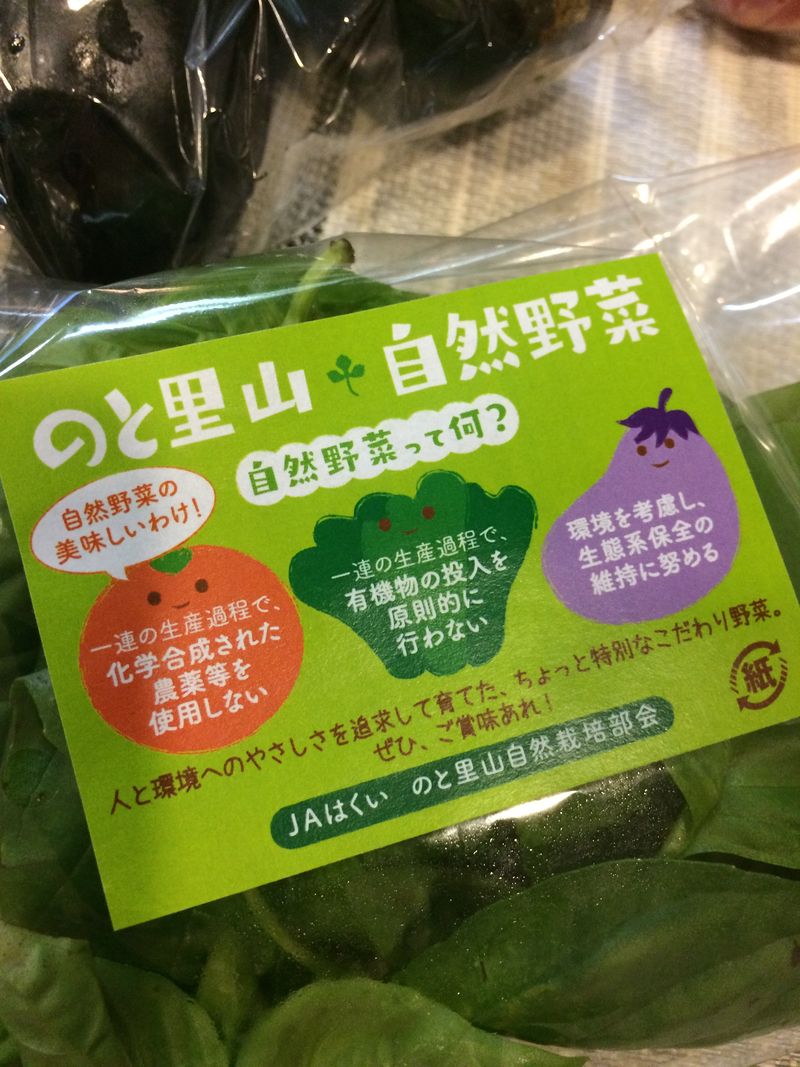 のと里山 自然野菜
自然野菜って何?
自然野菜の
美味しいわけ!
一連の生産過程で、
化学合成された
農薬等を
使用しない
一連の生産過程で、
有機物の投入を
原則的に
行わない
環境を考慮し、
生態系保全の
維持に努める
人と環境へのやさしさを追求して育てた、ちょっと特別なこだわり野菜。
ぜひ、ご賞味あれ!
紙
JAはくい のと里山自然栽培部会